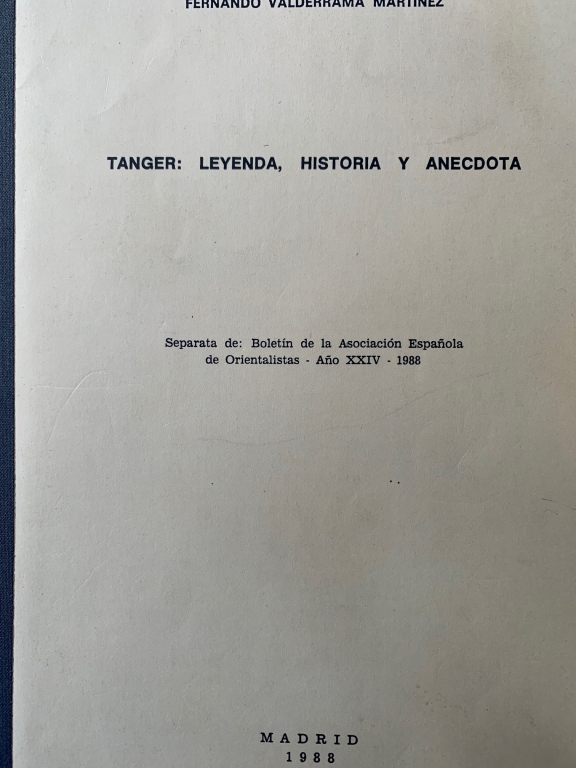 FERNANDO VALDERRAMA MARTINEZ
TANGER: LEYENDA, HISTORIA Y ANECDOTA
Separata de: Boletín de la Asociación Española
de Orientalistas - Año XXIV - 1988
MADRID
1988